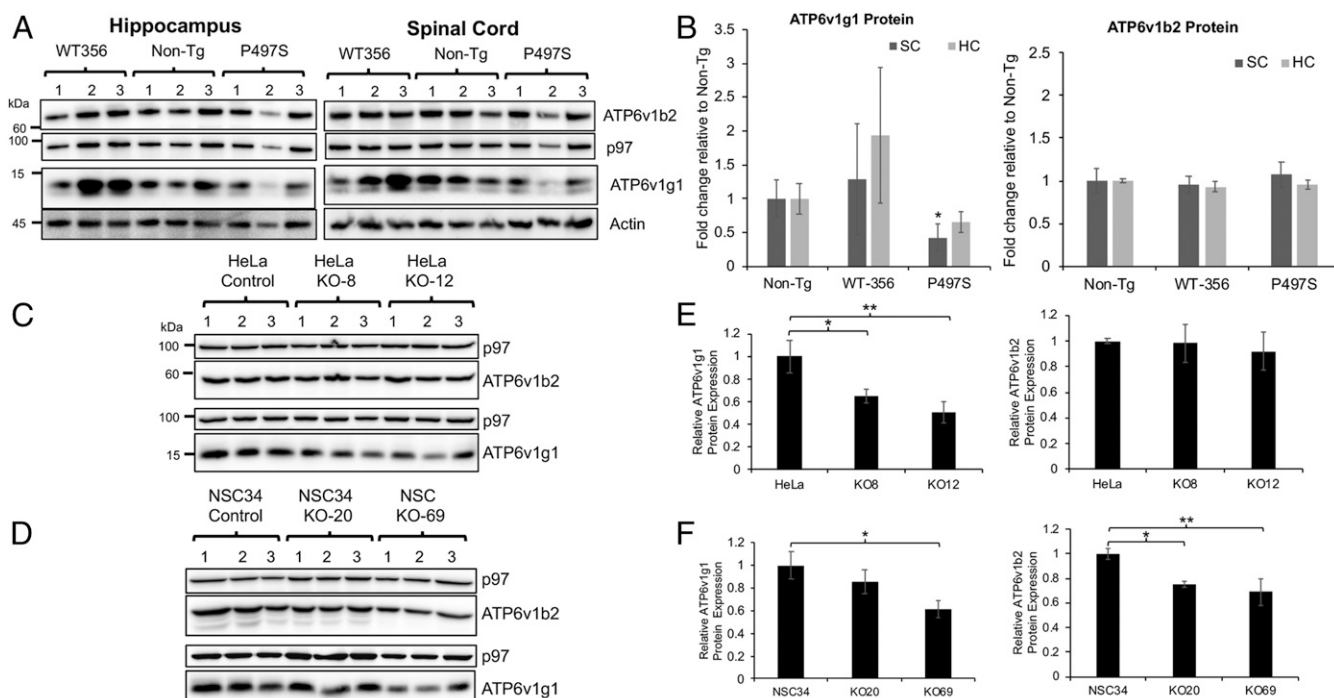 A
Hippocampus
Spinal Cord
WT356 Non-Tg P497S
WT356 Non-Tg P497S
1 2 3 1 2 3 1 2 3
1 2 3 1 2 3 1 2 3
kDa
60
ATP6v1b2
100
p97
15
ATP6v1g1
45
Actin
B
ATP6v1g1 Protein
SC HC
Fold change relative to Non-Tg
3
2.5
2
1.5
1
0.5
0
*
Non-Tg WT-356 P497S
ATP6v1b2 Protein
SC HC
Fold change relative to Non-Tg
2.5
2
1.5
1
0.5
0
Non-Tg WT-356 P497S
C
HeLa HeLa HeLa
Control KO-8 KO-12
1 2 3 1 2 3 1 2 3
kDa
100
p97
60
ATP6v1b2
100
p97
15
ATP6v1g1
D
NSC34 NSC34 NSC
Control KO-20 KO-69
1 2 3 1 2 3 1 2 3
p97
ATP6v1b2
p97
ATP6v1g1
E
Relative ATP6v1g1
Protein Expression
1.2
1
0.8
0.6
0.4
0.2
0
**
*
HeLa KO8 KO12
Relative ATP6v1b2
Protein Expression
1.2
1
0.8
0.6
0.4
0.2
0
HeLa KO8 KO12
F
Relative ATP6v1g1
Protein Expression
1.2
1
0.8
0.6
0.4
0.2
0
*
NSC34 KO20 KO69
Relative ATP6v1b2
Protein Expression
1.2
1
0.8
0.6
0.4
0.2
0
**
*
NSC34 KO20 KO69